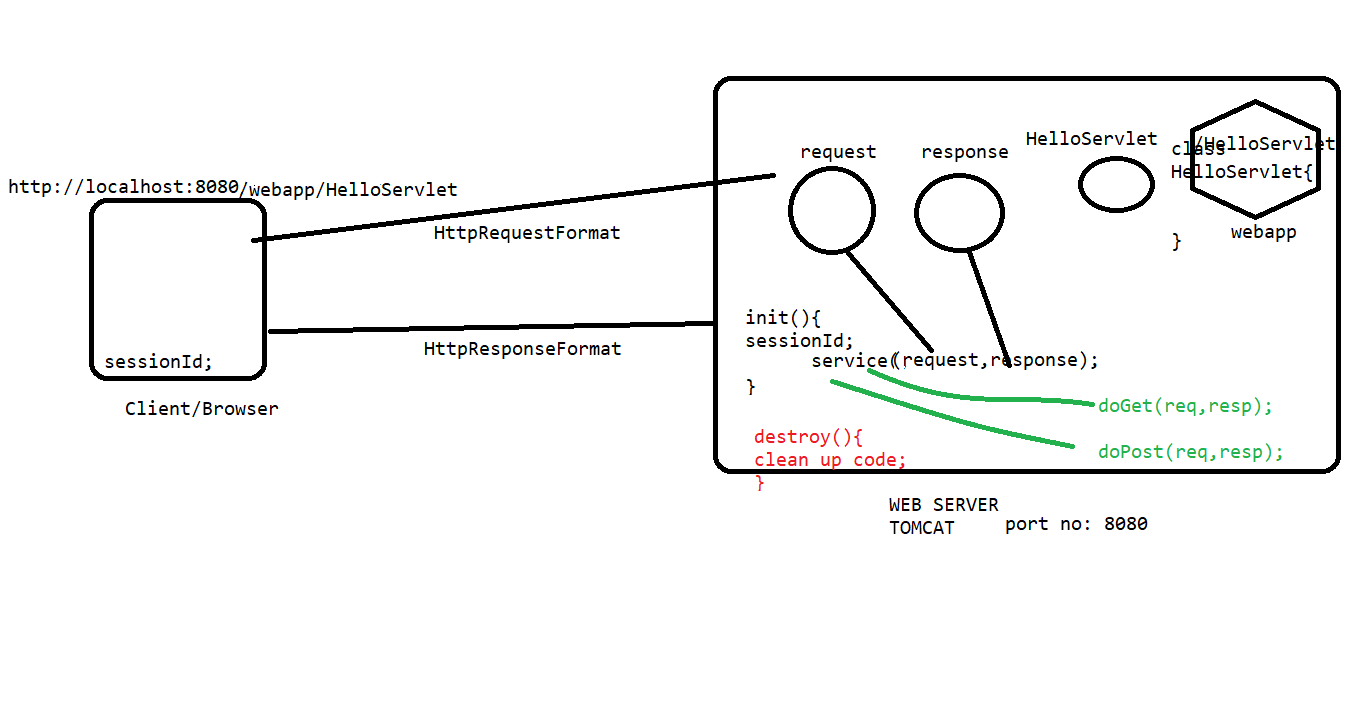 http://localhost:8080/webapp/HelloServlet
HttpRequestFormat
HttpResponseFormat
sessionId;
Client/Browser
request
response
HelloServlet
/HelloServlet
class
HelloServlet{
}
webapp
init(){
sessionId;
service((request,response);
}
doGet(req,resp);
doPost(req,resp);
destroy(){
clean up code;
}
WEB SERVER
TOMCAT
port no: 8080